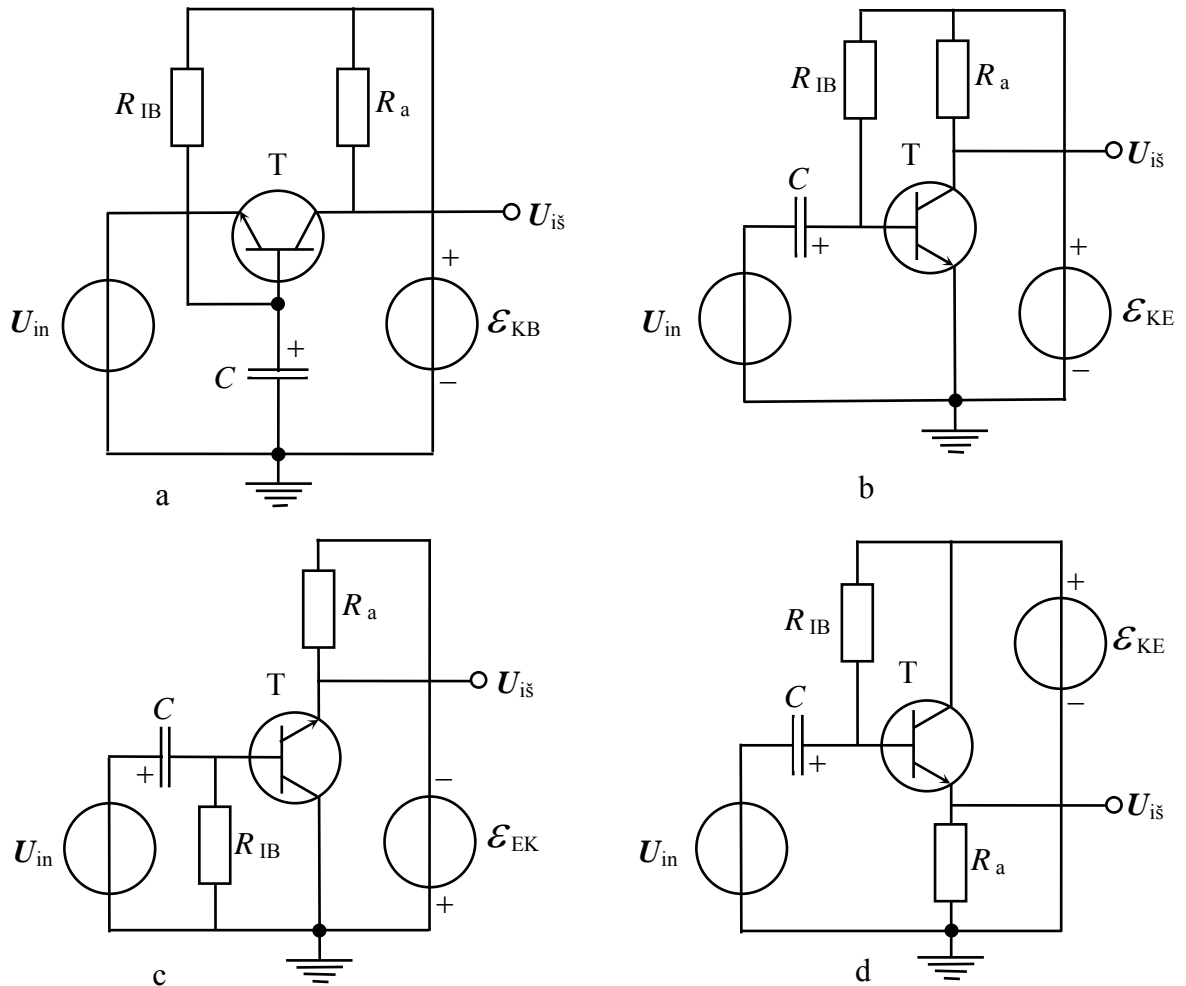 R IB
R a
T
U iš
+
U in
C
+
ℰ KB
−
a
R IB
R a
T
U iš
C
+
U in
+
ℰ KE
−
b
R a
T
U iš
C
+
U in
R IB
−
ℰ EK
+
c
R IB
+
ℰ KE
−
T
C
+
U in
U iš
R a
d